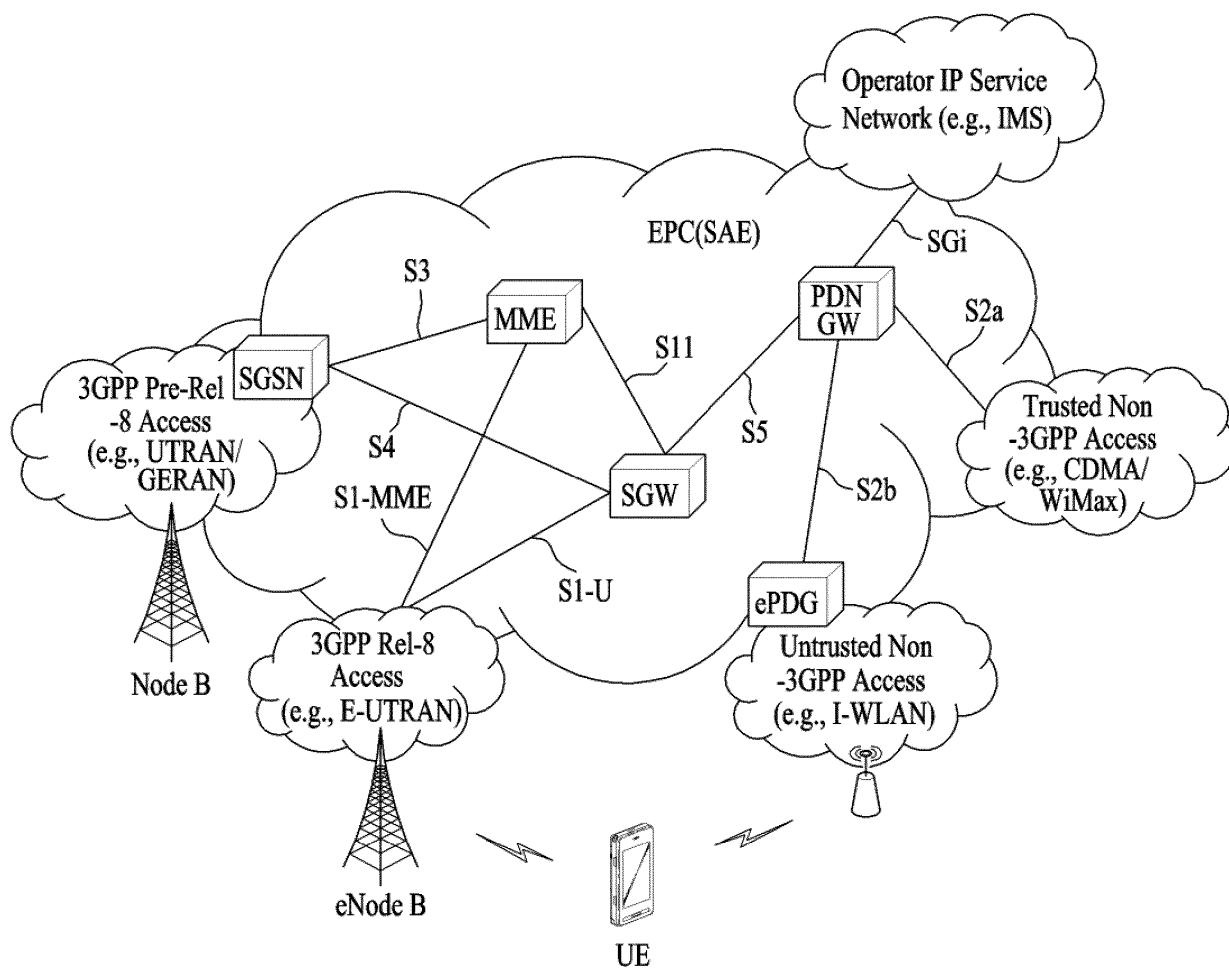 Operator IP Service
Network (e.g., IMS)
EPC(SAE)
SGi
S3
MME
PDN
GW
S2a
S11
SGSN
3GPP Pre-Rel
-8 Access
(e.g., UTRAN/
GERAN)
S4
S5
Trusted Non
-3GPP Access
(e.g., CDMA/
WiMax)
SGW
S2b
S1-MME
S1-U
ePDG
3GPP Rel-8
Access
(e.g., E-UTRAN)
Untrusted Non
-3GPP Access
(e.g., I-WLAN)
Node B
eNode B
UE